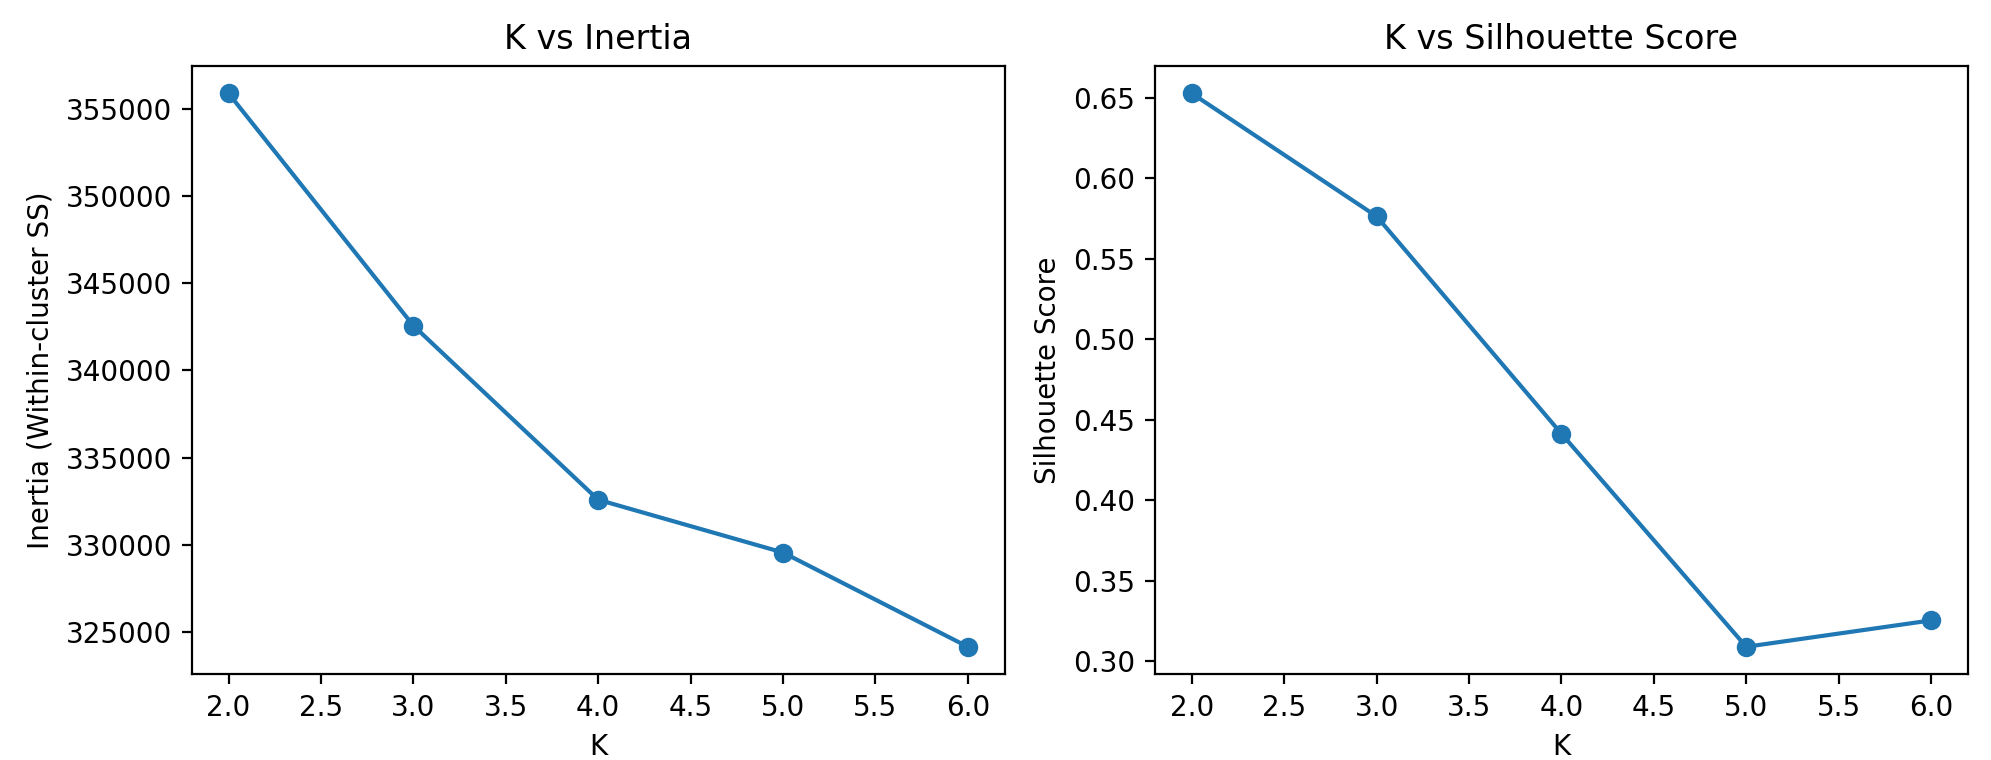 K vs Inertia
Inertia (Within-cluster SS)
355000
350000
345000
340000
335000
330000
325000
2.0 2.5 3.0 3.5 4.0 4.5 5.0 5.5 6.0
K
K vs Silhouette Score
Silhouette Score
0.65
0.60
0.55
0.50
0.45
0.40
0.35
0.30
2.0 2.5 3.0 3.5 4.0 4.5 5.0 5.5 6.0
K